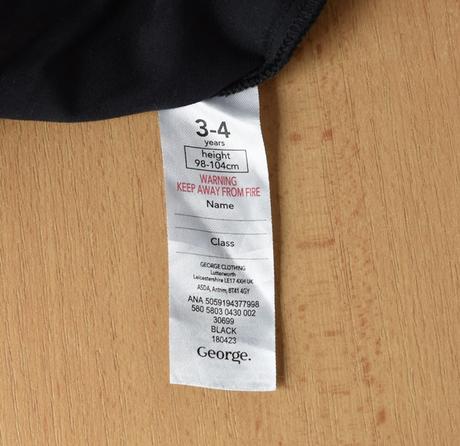 3-4
years
height
98-104cm
WARNING
KEEP AWAY FROM FIRE
Name
Class
GEORGE CLOTHING
Lutterworth
Leicestershire LE17 4XH UK
ASDA, Antrim, BT41 4GY
ANA 5059194377998
580 5803 0430 002
30699
BLACK
180423
George.